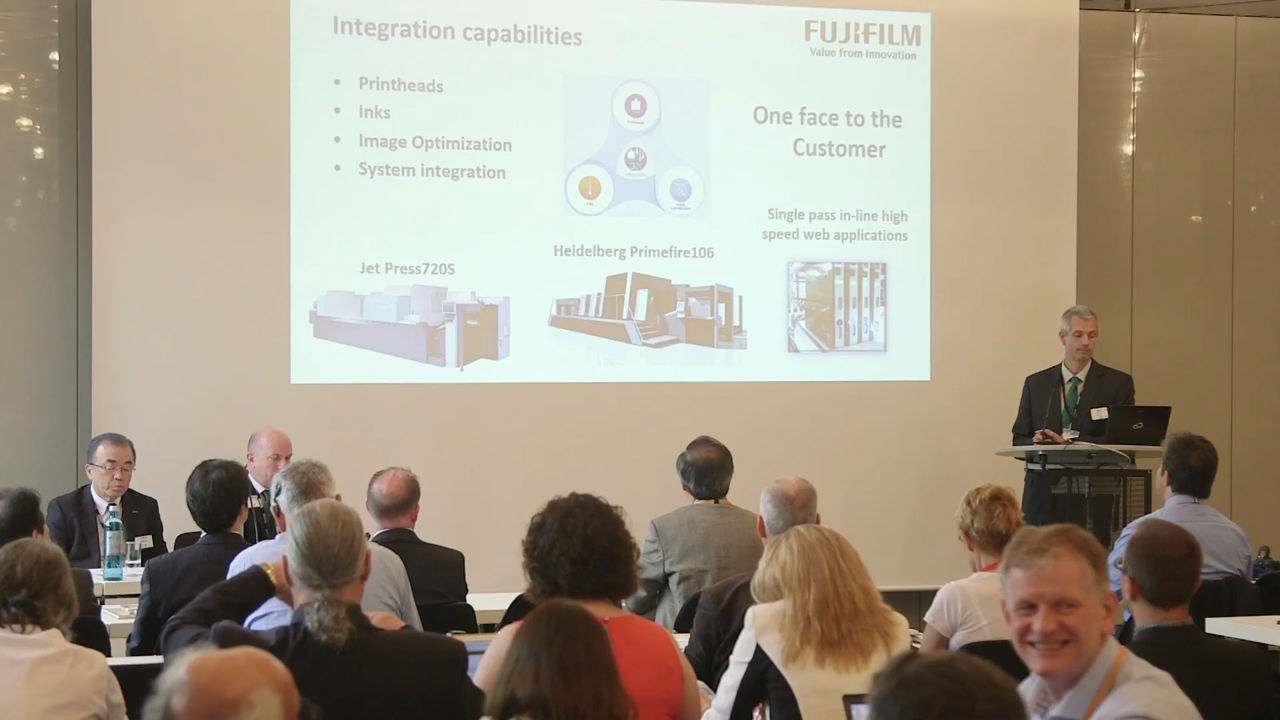 Integration capabilities
FUJIFILM
Value from Innovation
• Printheads
• Inks
• Image Optimization
• System integration
One face to the
Customer
Single pass in-line high
speed web applications
Heidelberg Primefire106
Jet Press720S